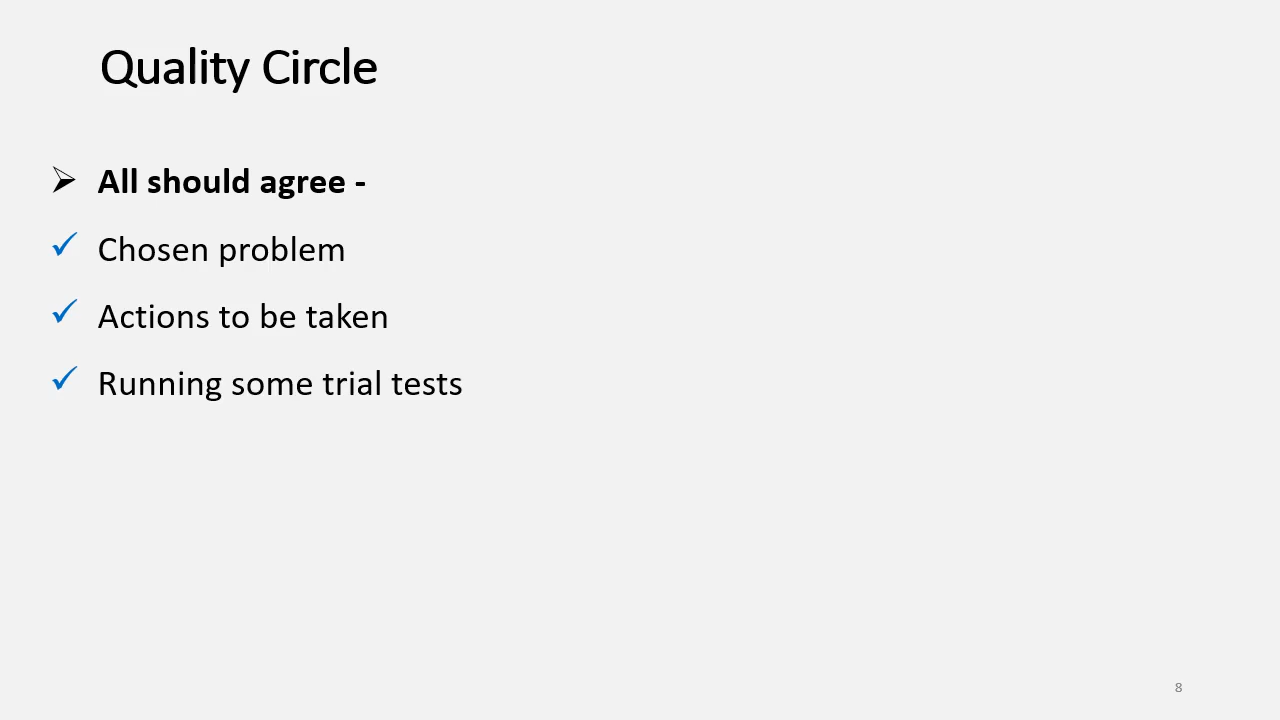 Quality Circle
All should agree -
Chosen problem
Actions to be taken
Running some trial tests
8